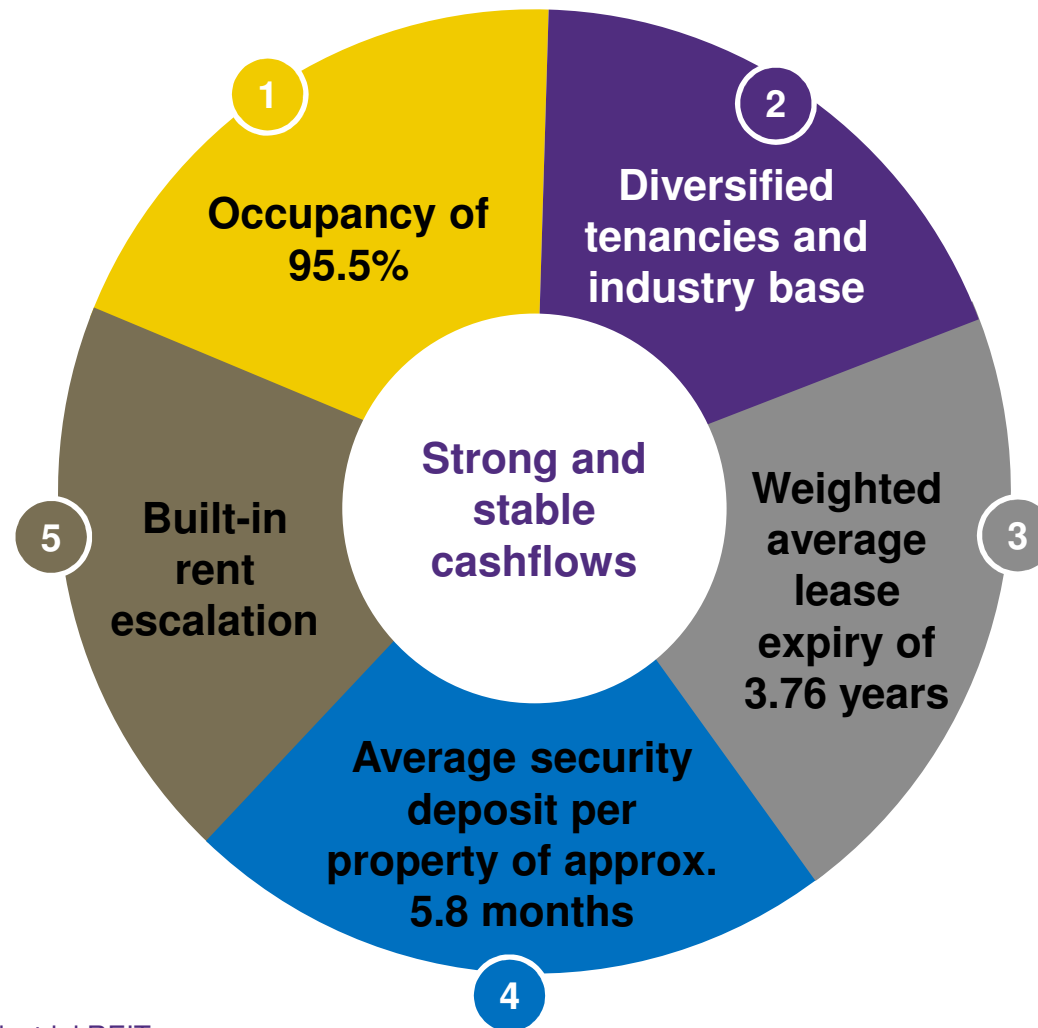 1
Occupancy of
95.5%
2
Diversified
tenancies and
industry base
3
Weighted
average
lease
expiry of
3.76 years
4
Average security
deposit per
property of approx.
5.8 months
5
Built-in
rent
escalation
Strong and
stable
cashflows
REIT